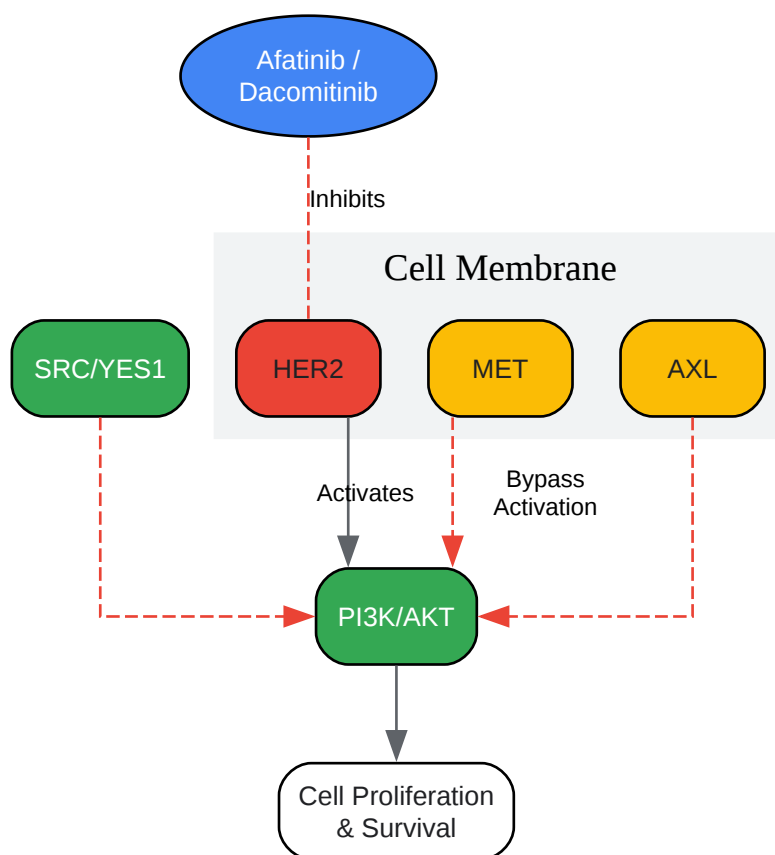 Afatinib /
Dacomitinib
Inhibits
Cell Membrane
SRC/YES1
HER2
MET
AXL
Activates
Bypass
Activation
PI3K/AKT
Cell Proliferation
& Survival